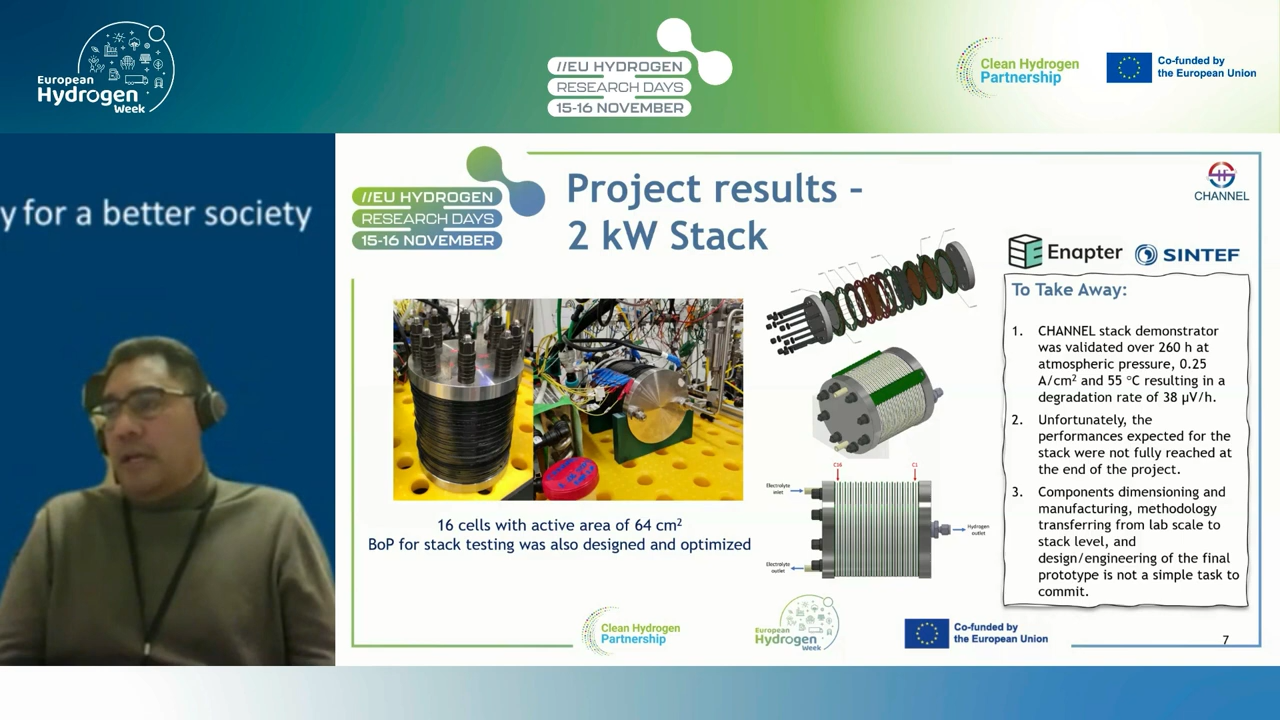 European
Hydrogen
Week
//EU HYDROGEN
RESEARCH DAYS
15-16 NOVEMBER
Clean Hydrogen
Partnership
Co-funded by
the European Union
y for a better society
//EU HYDROGEN
RESEARCH DAYS
15-16 NOVEMBER
Project results -
2 kW Stack
CHANNEL
Enapter
SINTEF
To Take Away:
1. CHANNEL stack demonstrator
was validated over 260 h at
atmospheric pressure, 0.25
A/cm² and 55 °C resulting in a
degradation rate of 38 µV/h.
2. Unfortunately, the
performances expected for the
stack were not fully reached at
the end of the project.
3. Components dimensioning and
manufacturing, methodology
transferring from lab scale to
stack level, and
design/engineering of the final
prototype is not a simple task to
commit.
16 cells with active area of 64 cm²
BoP for stack testing was also designed and optimized
C16
C1
Electrolyte
inlet
Hydrogen
outlet
Electrolyte
outlet
Clean Hydrogen
Partnership
European
Hydrogen
Week
Co-funded by
the European Union
7